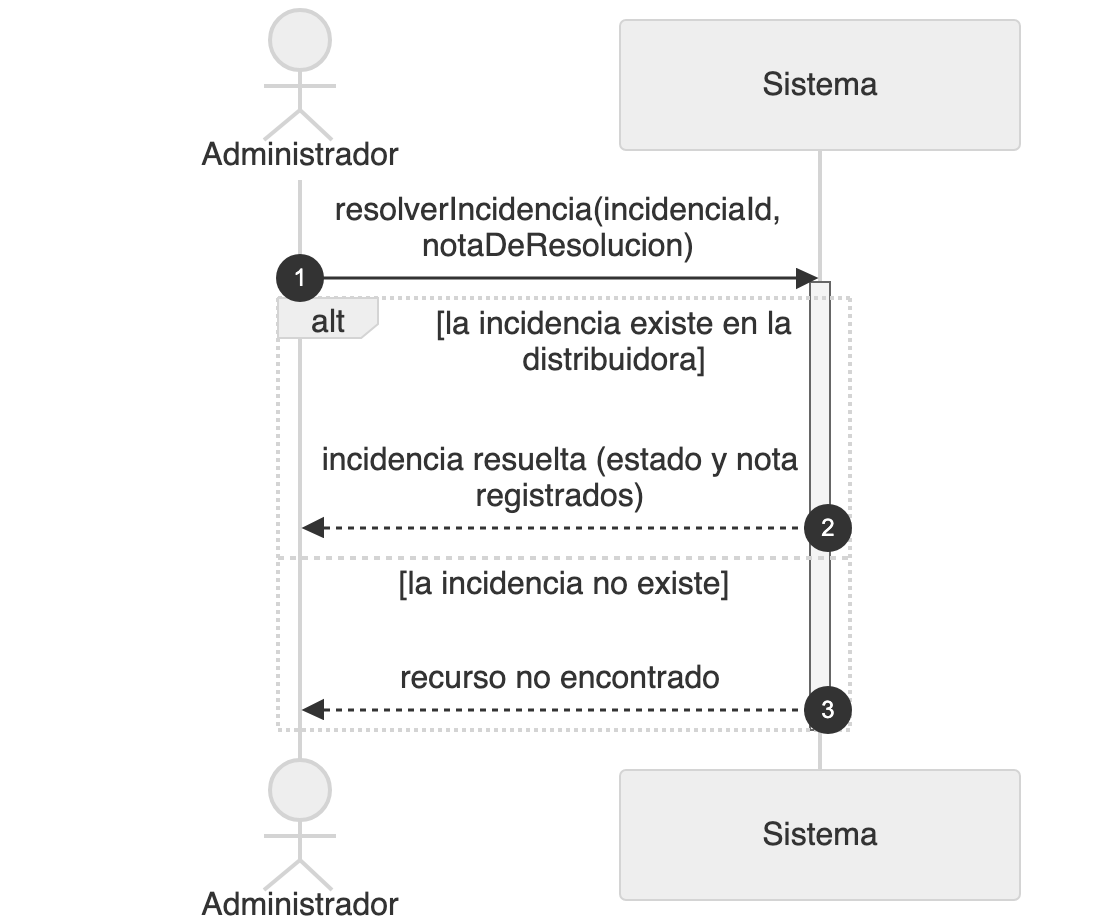 Administrador
Sistema
resolverIncidencia(incidenciaId,
notaDeResolucion)
1
alt
[la incidencia existe en la
distribuidora]
incidencia resuelta (estado y nota
registrados)
2
[la incidencia no existe]
recurso no encontrado
3
Administrador
Sistema